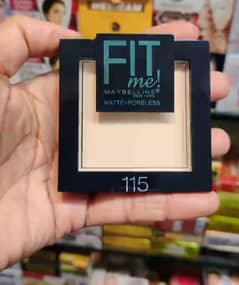 FIT
me!
MAYBELLINE
NEW YORK
MATTE+PORELESS
115